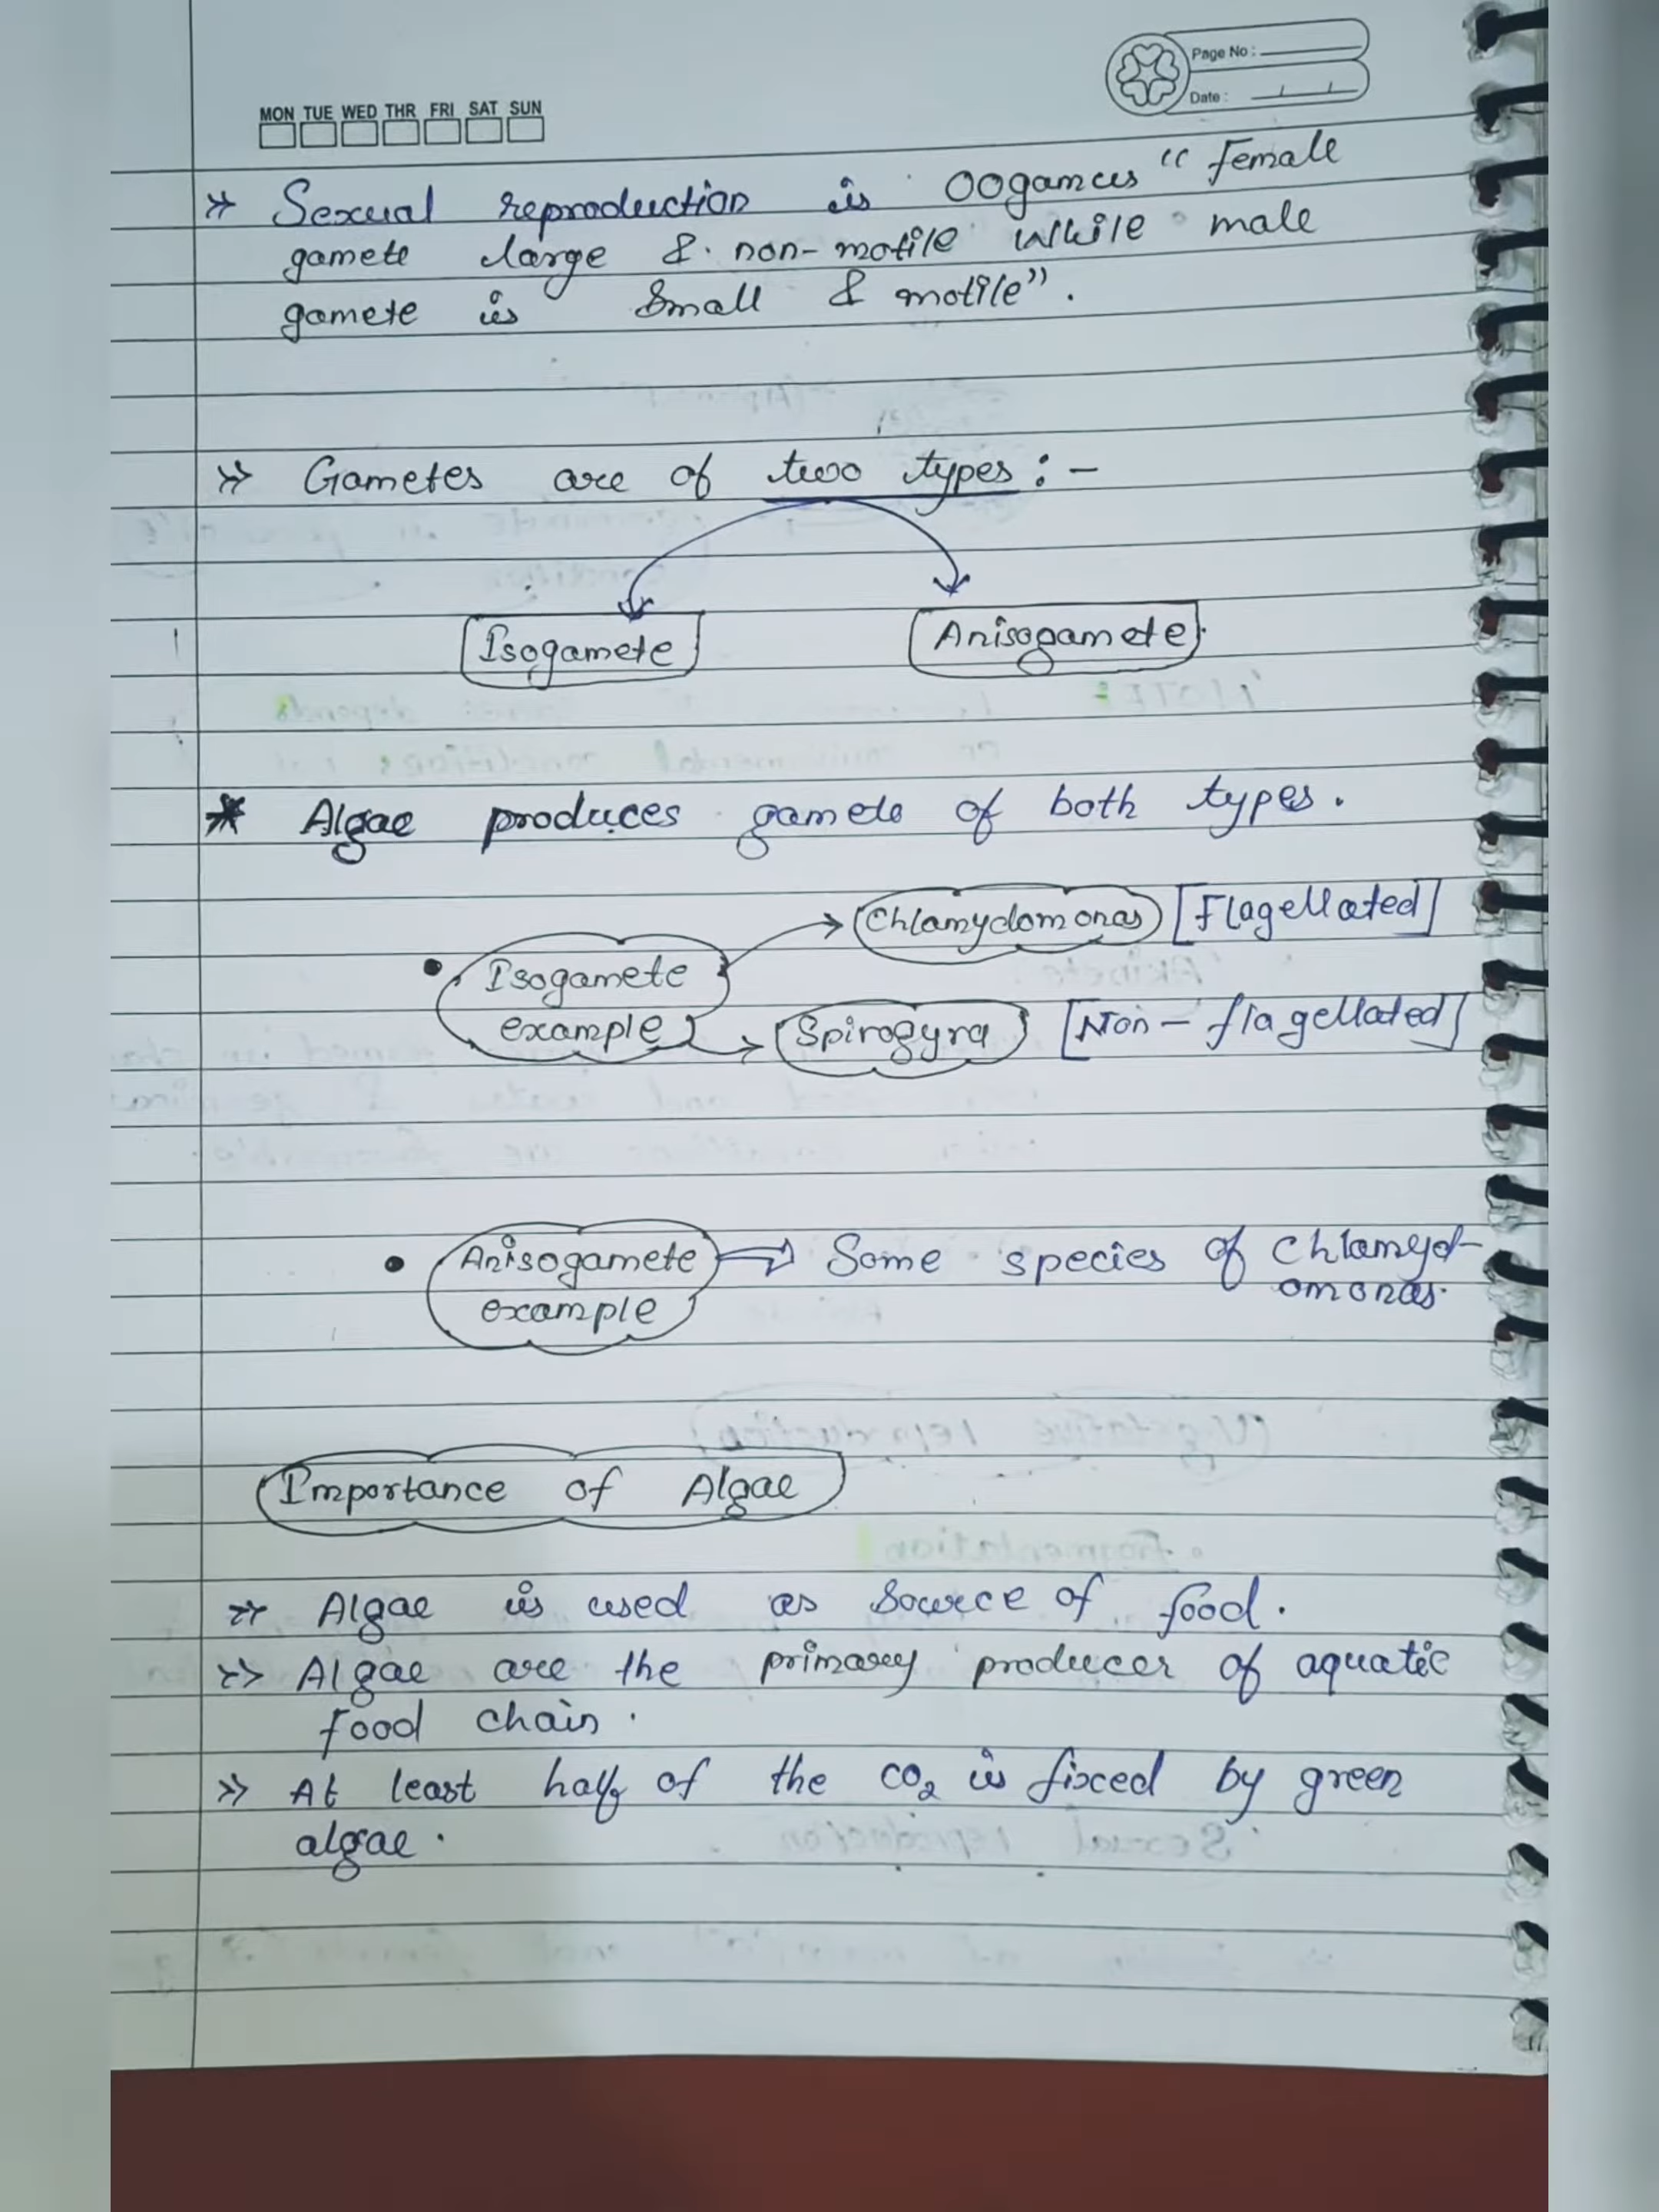 Page No :
Date :
MON TUE WED THR FRI SAT SUN
» Sexual reproduction is oogamus “ female
gamete large & non-motile while male
gamete is small & motile” .
» Gametes are of two types : –
Isogamete Anisogamete
* Algae produces gamete of both types .
Chlamydomonas [Flagellated]
• Isogamete
example Spirogyra [Non – flagellated]
• Anisogamete ⇒ Some species of Chlamyd-
example omonas.
Importance of Algae
» Algae is used as source of food .
» Algae are the primary producer of aquatic
food chain .
» At least half of the CO₂ is fixed by green
algae .